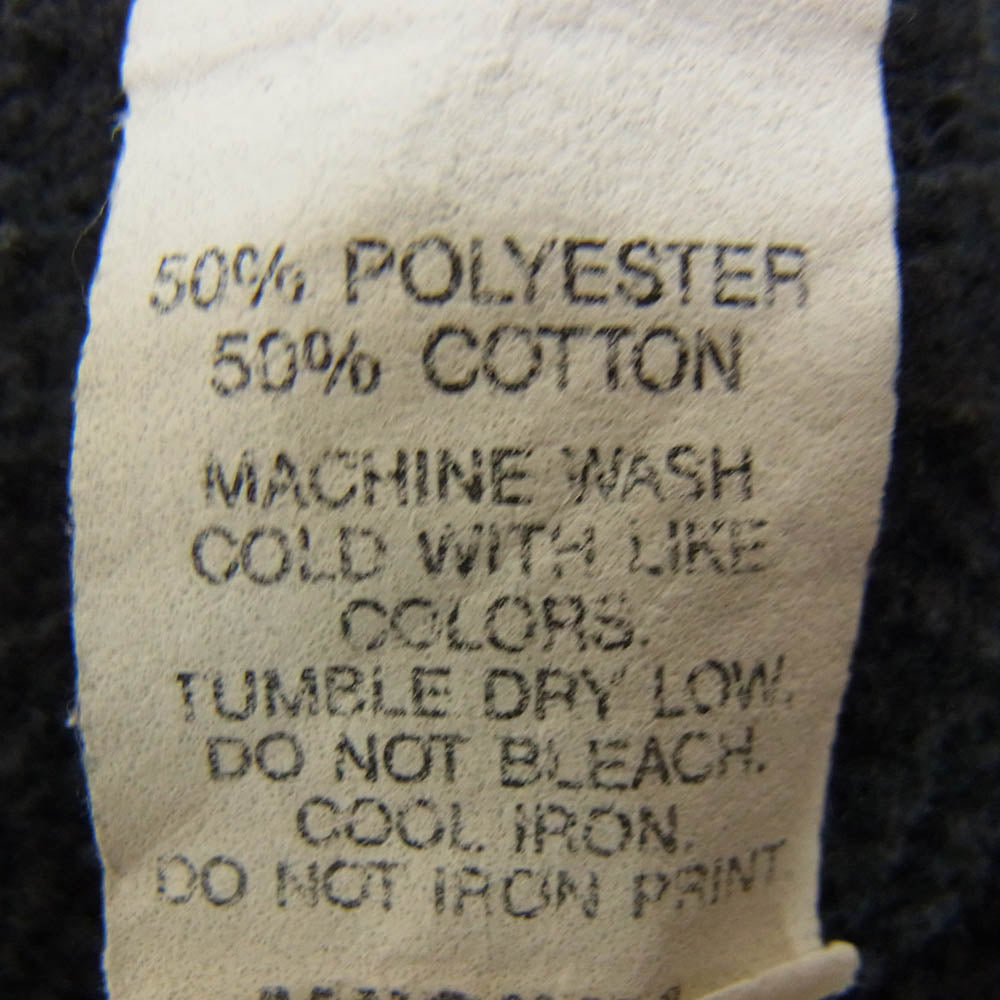 50% POLYESTER
50% COTTON
MACHINE WASH
COLD WITH LIKE
COLORS.
TUMBLE DRY LOW.
DO NOT BLEACH.
COOL IRON.
DO NOT IRON PRINT.